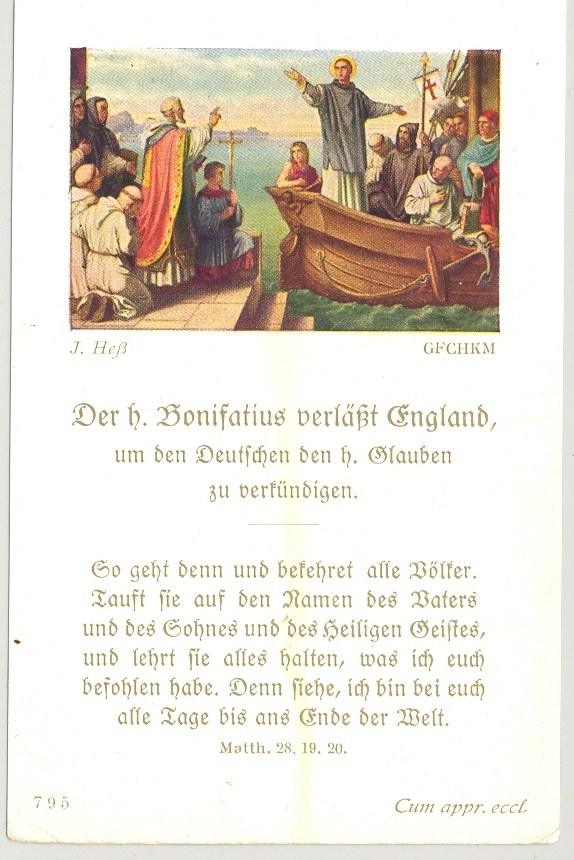 J. Heß
GFCHKM
Der h. Bonifatius verläßt England,
um den Deutschen den h. Glauben
zu verkündigen.
So geht denn und bekehret alle Völker.
Tauft sie auf den Namen des Vaters
und des Sohnes und des Heiligen Geistes,
und lehrt sie alles halten, was ich euch
befohlen habe. Denn siehe, ich bin bei euch
alle Tage bis ans Ende der Welt.
Matth. 28, 19. 20.
795
Cum appr. eccl.